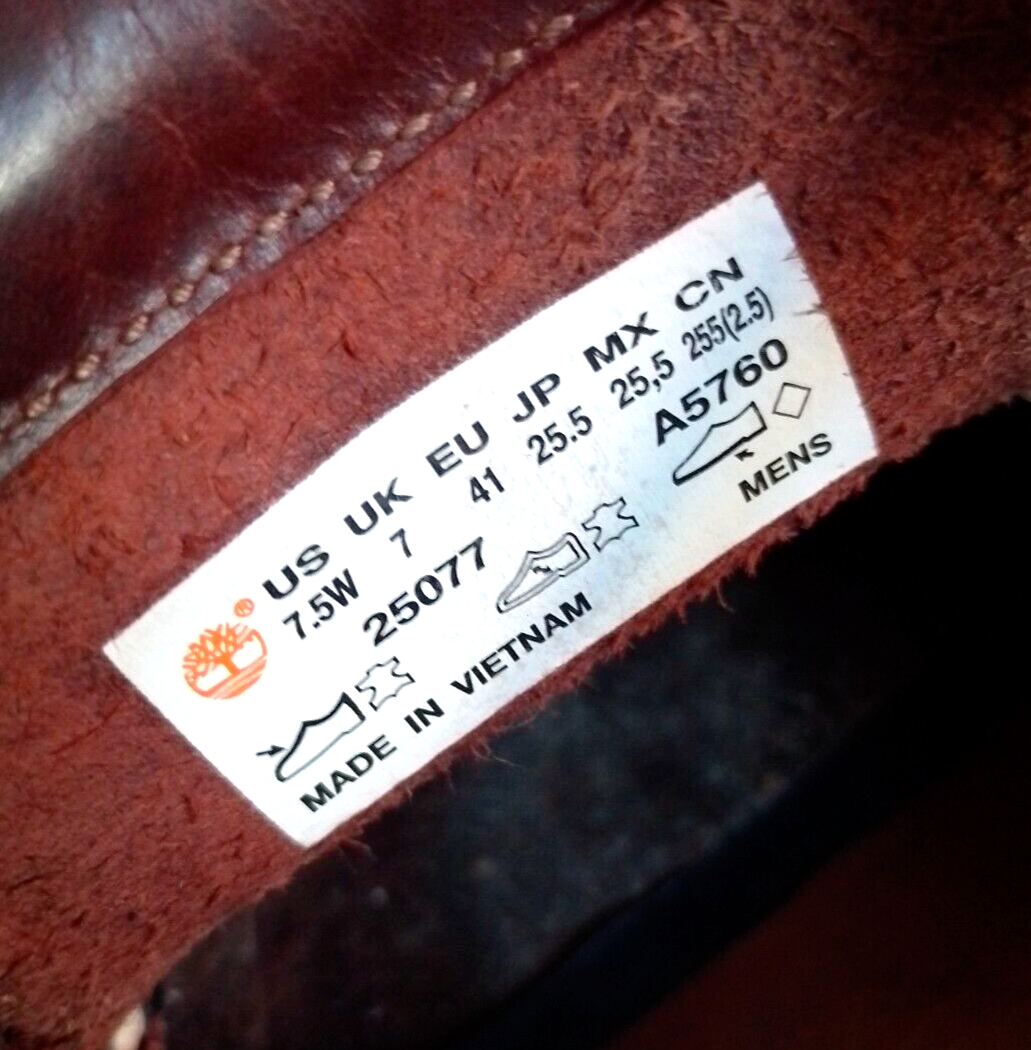 US UK EU JP MX CN
7.5W 7 41 25.5 25,5 255(2.5)
25077 A5760
MENS
MADE IN VIETNAM